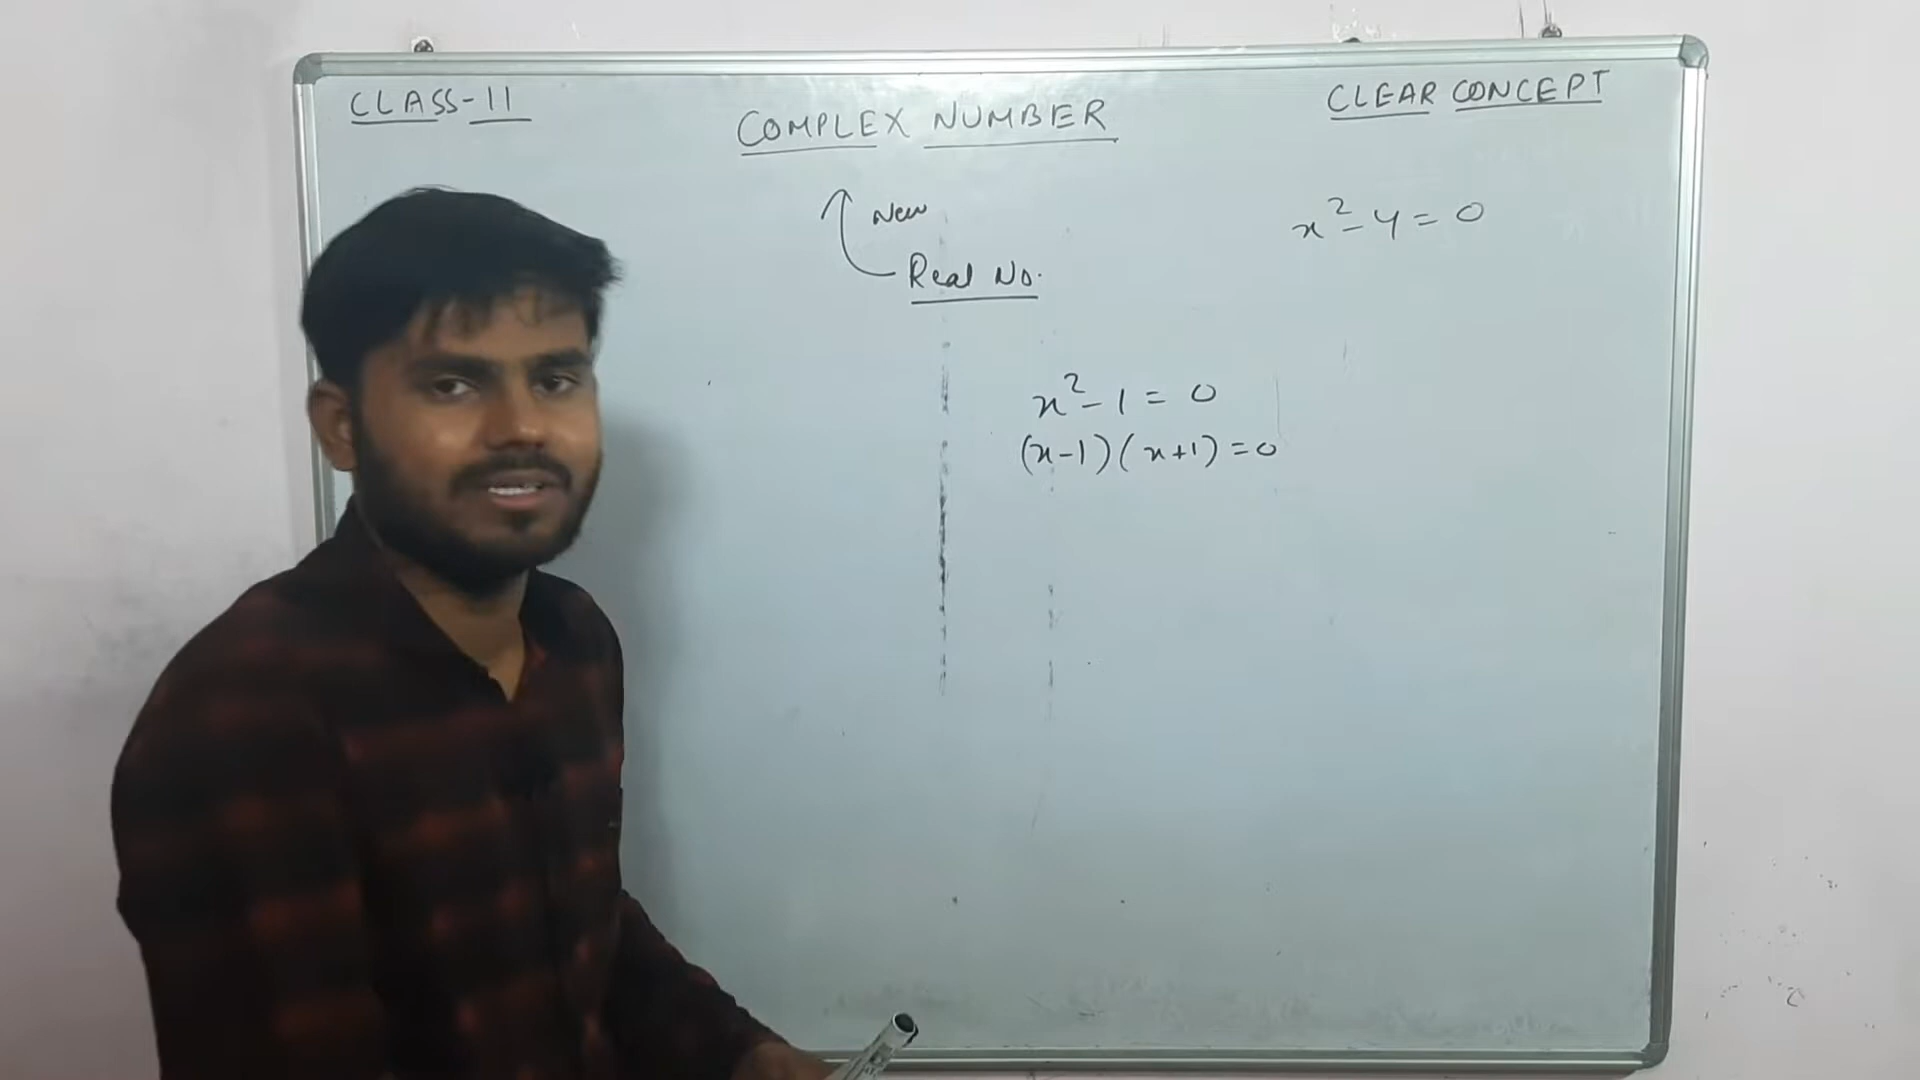 CLASS-11
COMPLEX NUMBER
CLEAR CONCEPT
New
Real No.
x²-4=0
x²-1=0
(x-1)(x+1)=0